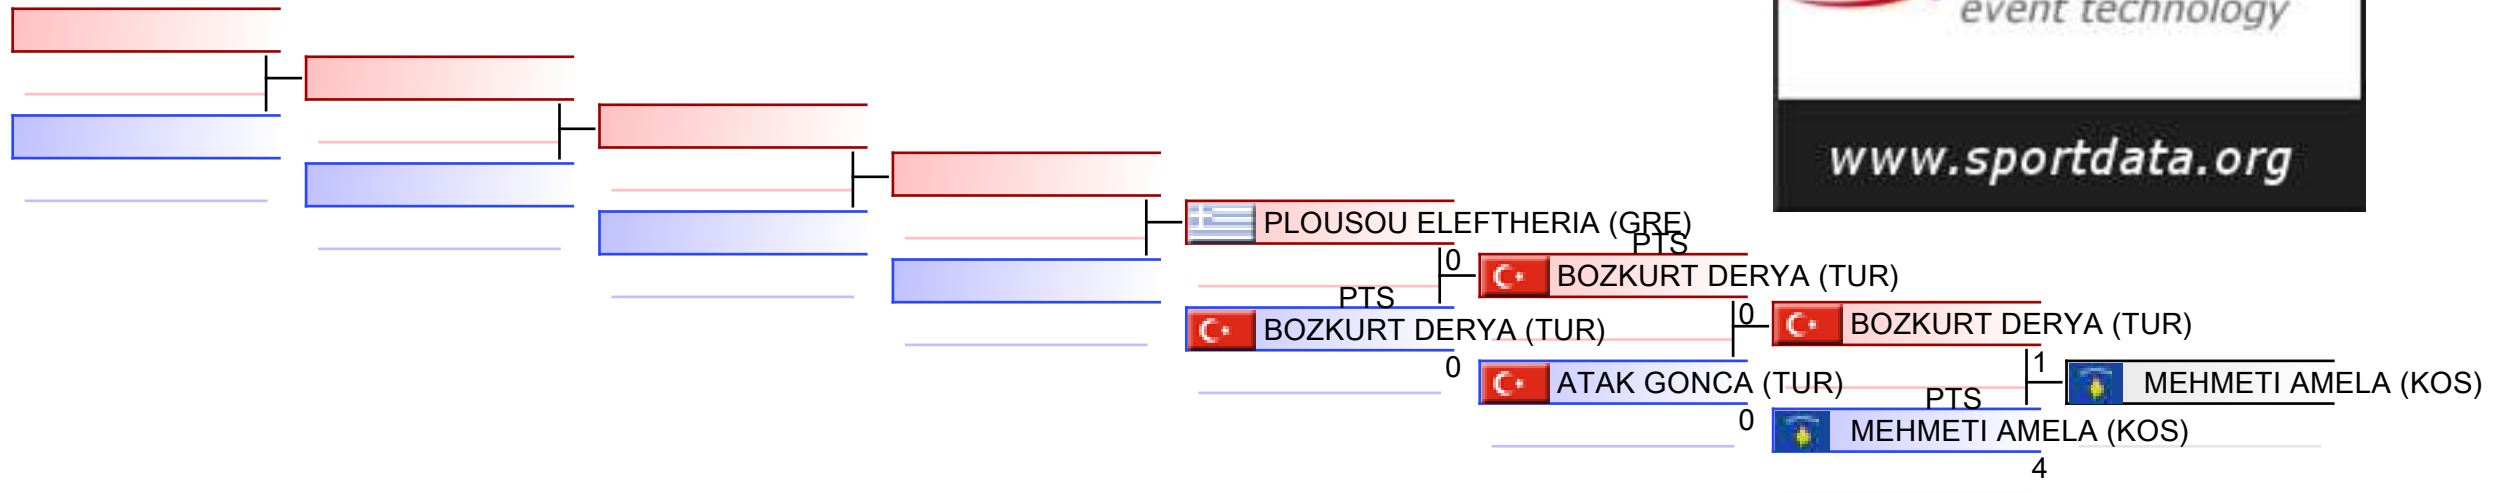 event technology
www.sportdata.org
PLOUSOU ELEFTHERIA (GRE)
PTS
0
BOZKURT DERYA (TUR)
PTS
BOZKURT DERYA (TUR)
0
0
BOZKURT DERYA (TUR)
ATAK GONCA (TUR)
0
1
MEHMETI AMELA (KOS)
PTS
MEHMETI AMELA (KOS)
4